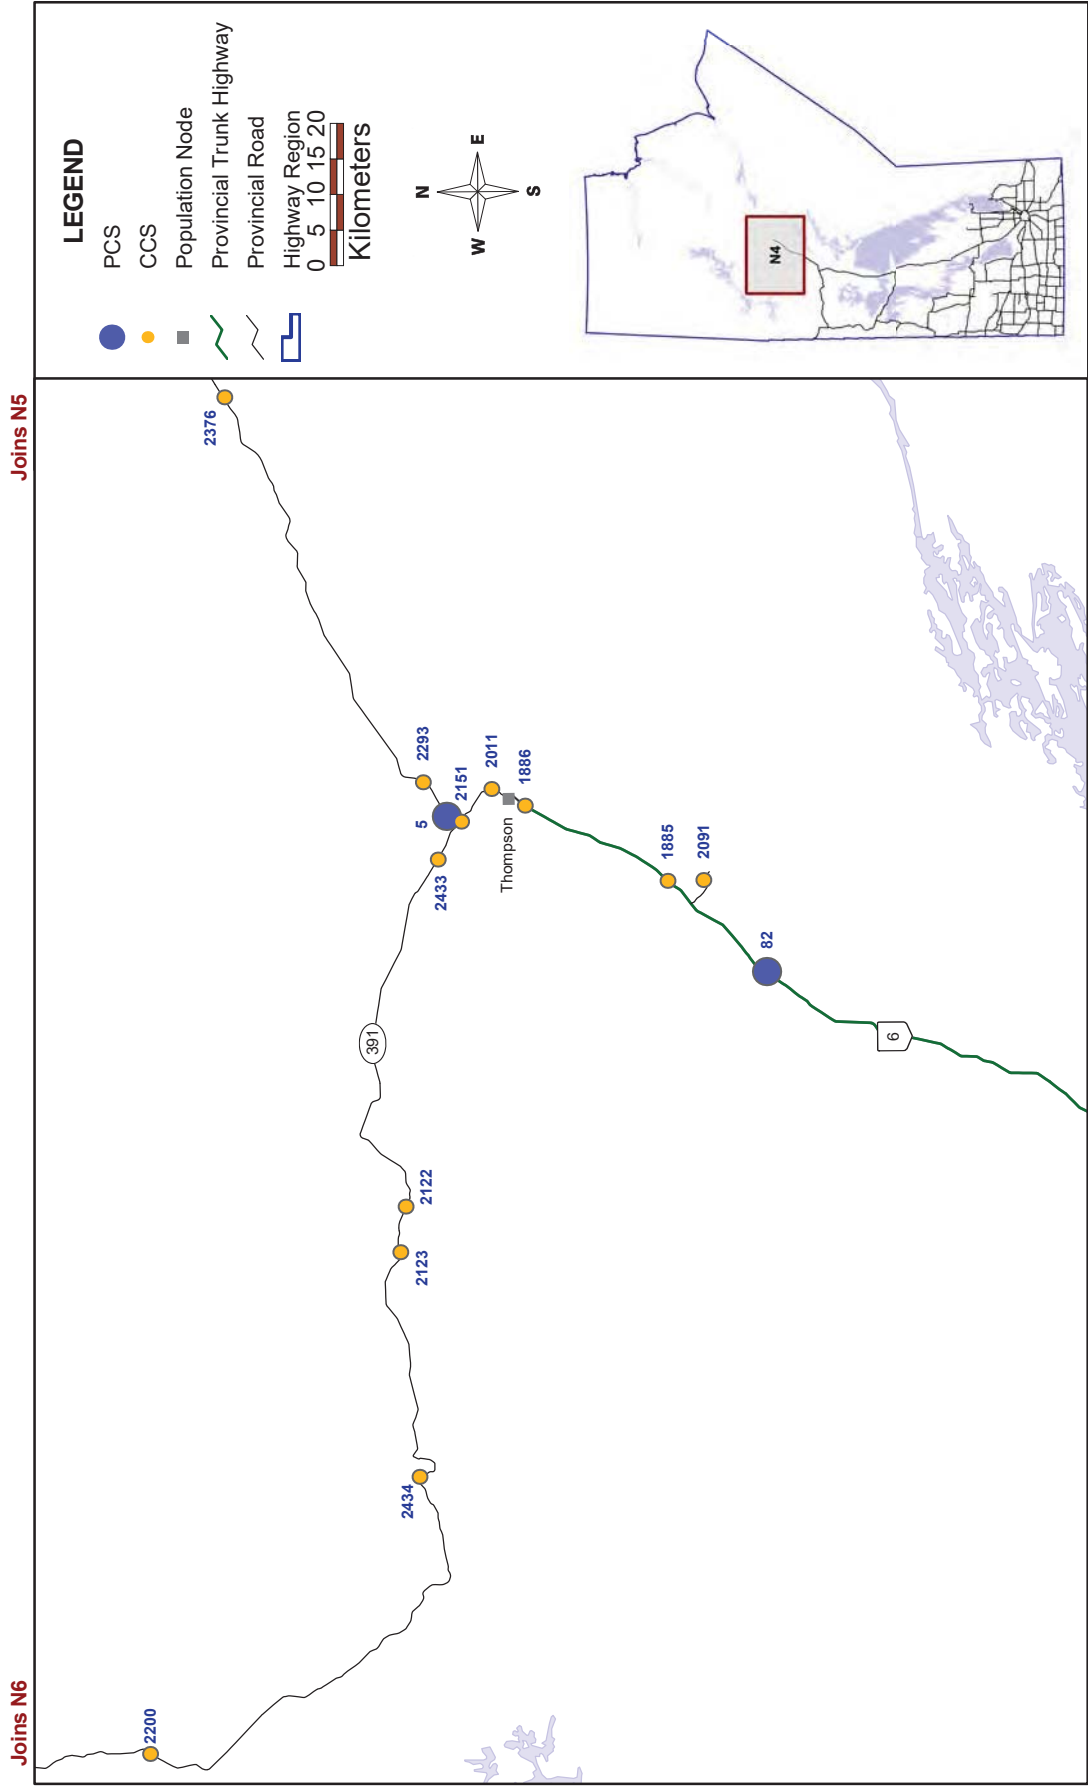 Joins N6
Joins N5
2200
2434
2123
2122
391
2433
5
2293
2151
2011
1886
Thompson
1885
2091
82
6
2376
LEGEND
PCS
CCS
Population Node
Provincial Trunk Highway
Provincial Road
Highway Region
0 5 10 15 20
Kilometers
N
W
E
S
N4